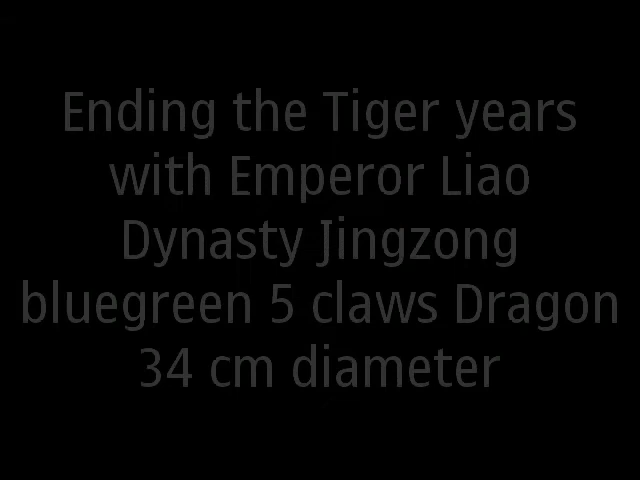 Ending the Tiger years
with Emperor Liao
Dynasty Jingzong
bluegreen 5 claws Dragon
34 cm diameter